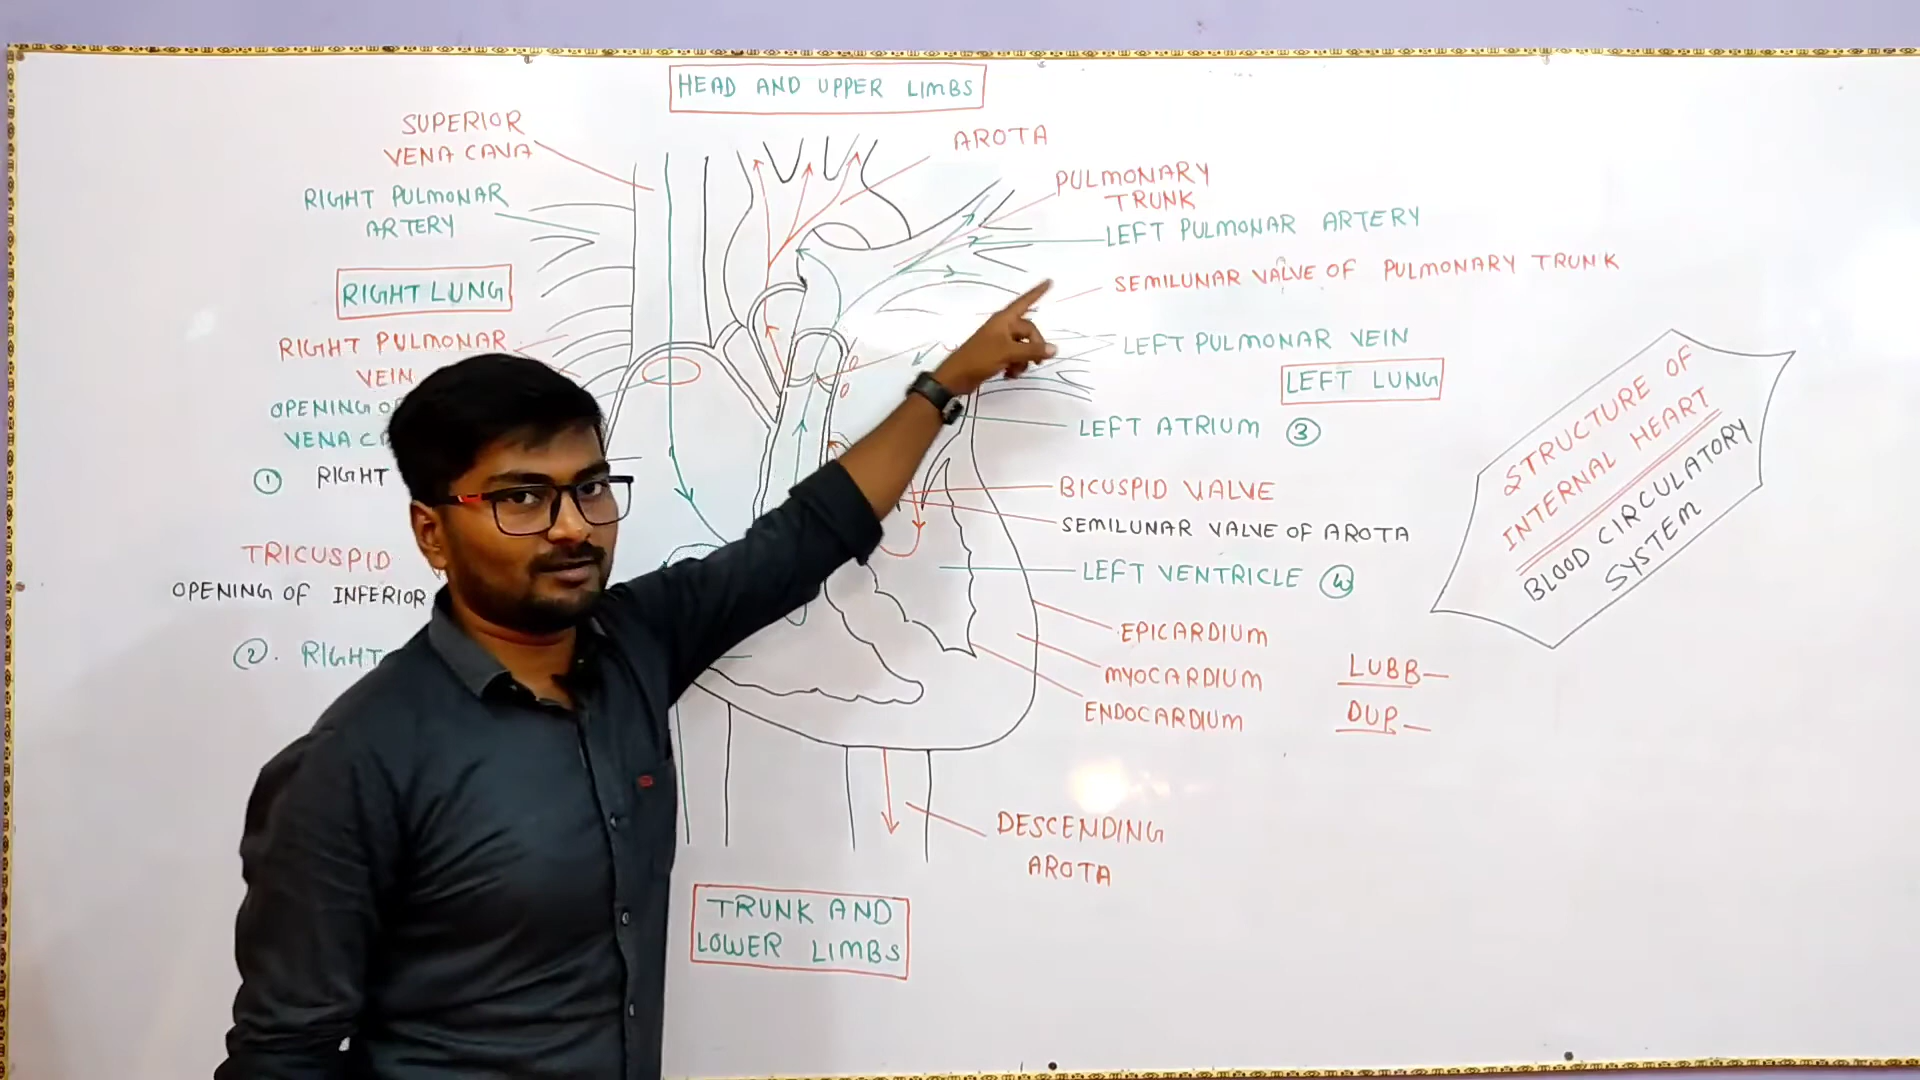 HEAD AND UPPER LIMBS
SUPERIOR
VENA CAVA
RIGHT PULMONAR
ARTERY
RIGHT LUNG
RIGHT PULMONAR
VEIN
OPENING
VENA
① RIGHT
TRICUSPID
OPENING OF INFERIOR
②. RIGHT
AROTA
PULMONARY
TRUNK
LEFT PULMONAR ARTERY
SEMILUNAR VALVE OF PULMONARY TRUNK
LEFT PULMONAR VEIN
LEFT LUNG
LEFT ATRIUM ③
BICUSPID VALVE
SEMILUNAR VALVE OF AROTA
LEFT VENTRICLE ④
EPICARDIUM
MYOCARDIUM
ENDOCARDIUM
LUBB—
DUP—
DESCENDING
AROTA
TRUNK AND
LOWER LIMBS
STRUCTURE OF
INTERNAL HEART
BLOOD CIRCULATORY
SYSTEM